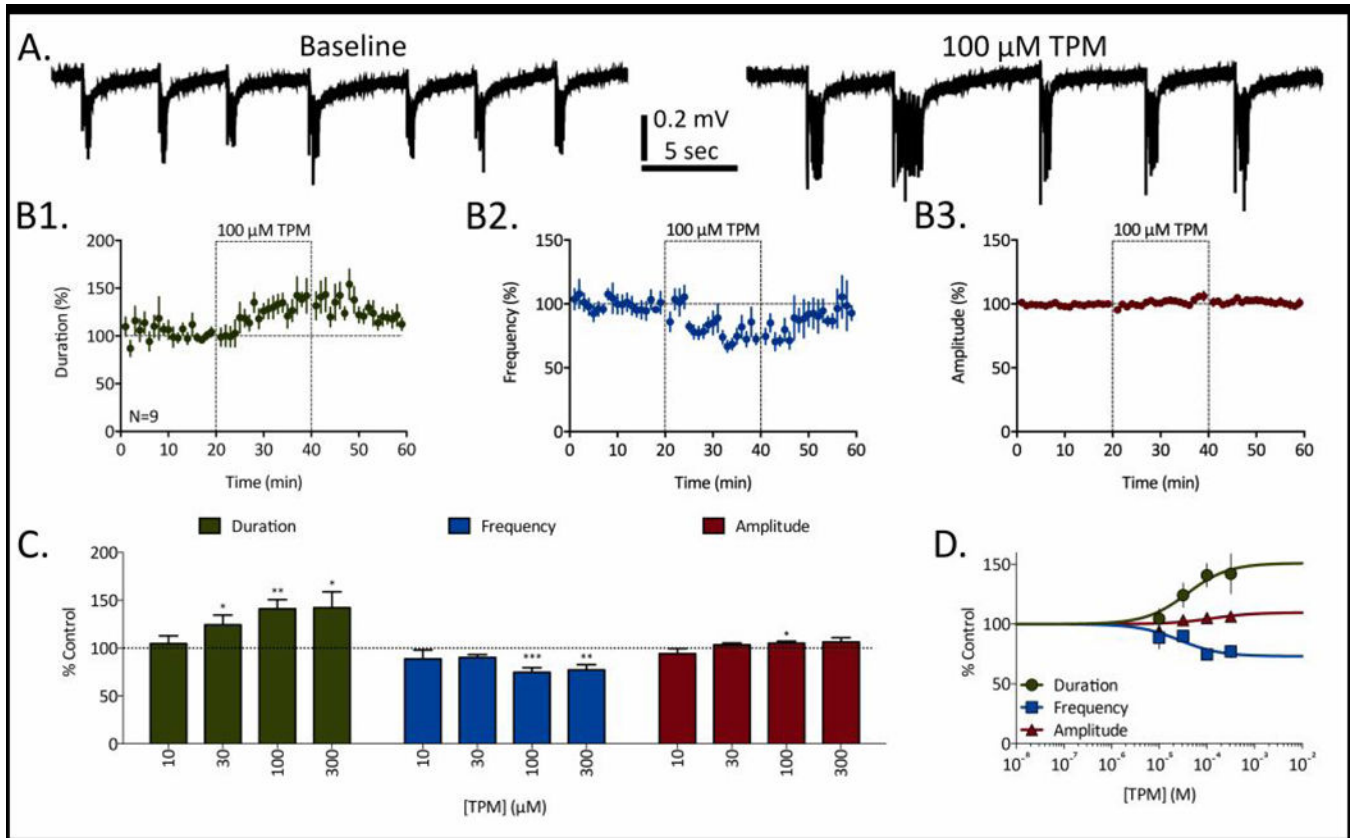 A.
Baseline
100 µM TPM
0.2 mV
5 sec
B1.
100 µM TPM
200
150
100
50
0
Duration (%)
N=9
0 10 20 30 40 50 60
Time (min)
B2.
100 µM TPM
150
100
50
0
Frequency (%)
0 10 20 30 40 50 60
Time (min)
B3.
100 µM TPM
150
100
50
0
Amplitude (%)
0 10 20 30 40 50 60
Time (min)
C.
Duration Frequency Amplitude
200
150
100
50
0
% Control
* ** * *** ** *
10 30 100 300 10 30 100 300 10 30 100 300
[TPM] (µM)
D.
150
100
50
0
% Control
Duration
Frequency
Amplitude
10⁻⁸ 10⁻⁷ 10⁻⁶ 10⁻⁵ 10⁻⁴ 10⁻³ 10⁻²
[TPM] (M)